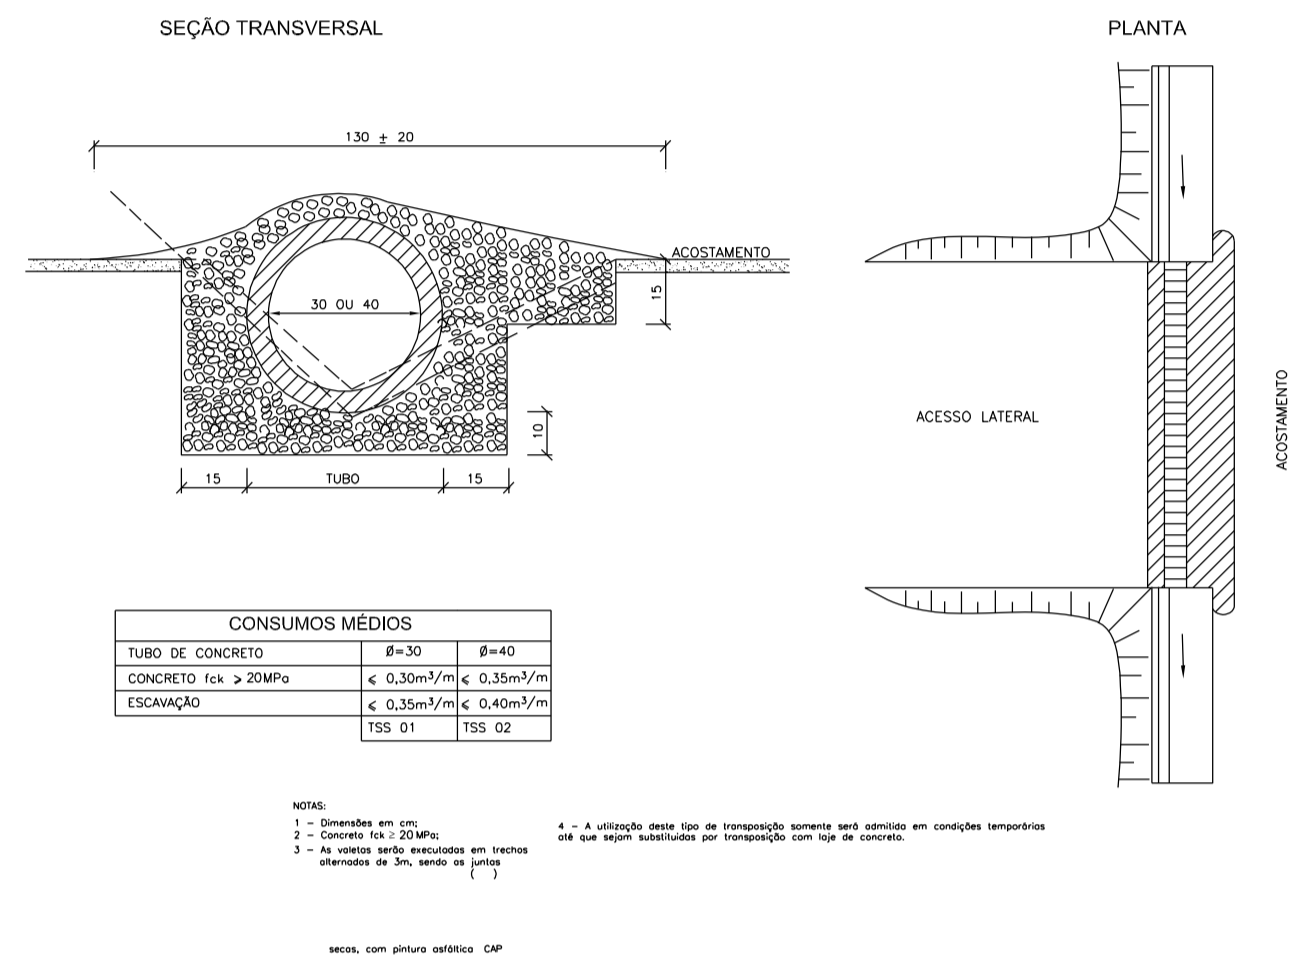 SEÇÃO TRANSVERSAL
PLANTA
130 ± 20
ACOSTAMENTO
30 OU 40
15
10
15
TUBO
15
ACESSO LATERAL
ACOSTAMENTO
CONSUMOS MÉDIOS
TUBO DE CONCRETO Ø=30 Ø=40
CONCRETO fck > 20MPa ⩽ 0,30m³/m ⩽ 0,35m³/m
ESCAVAÇÃO ⩽ 0,35m³/m ⩽ 0,40m³/m
TSS 01 TSS 02
NOTAS:
1 – Dimensões em cm;
2 – Concreto fck ≥ 20 MPa;
3 – As valetas serão executadas em trechos
alternados de 3m, sendo as juntas
( )
4 – A utilização deste tipo de transposição somente será admitida em condições temporárias
até que sejam substituidas por transposição com laje de concreto.
secas, com pintura asfáltica CAP